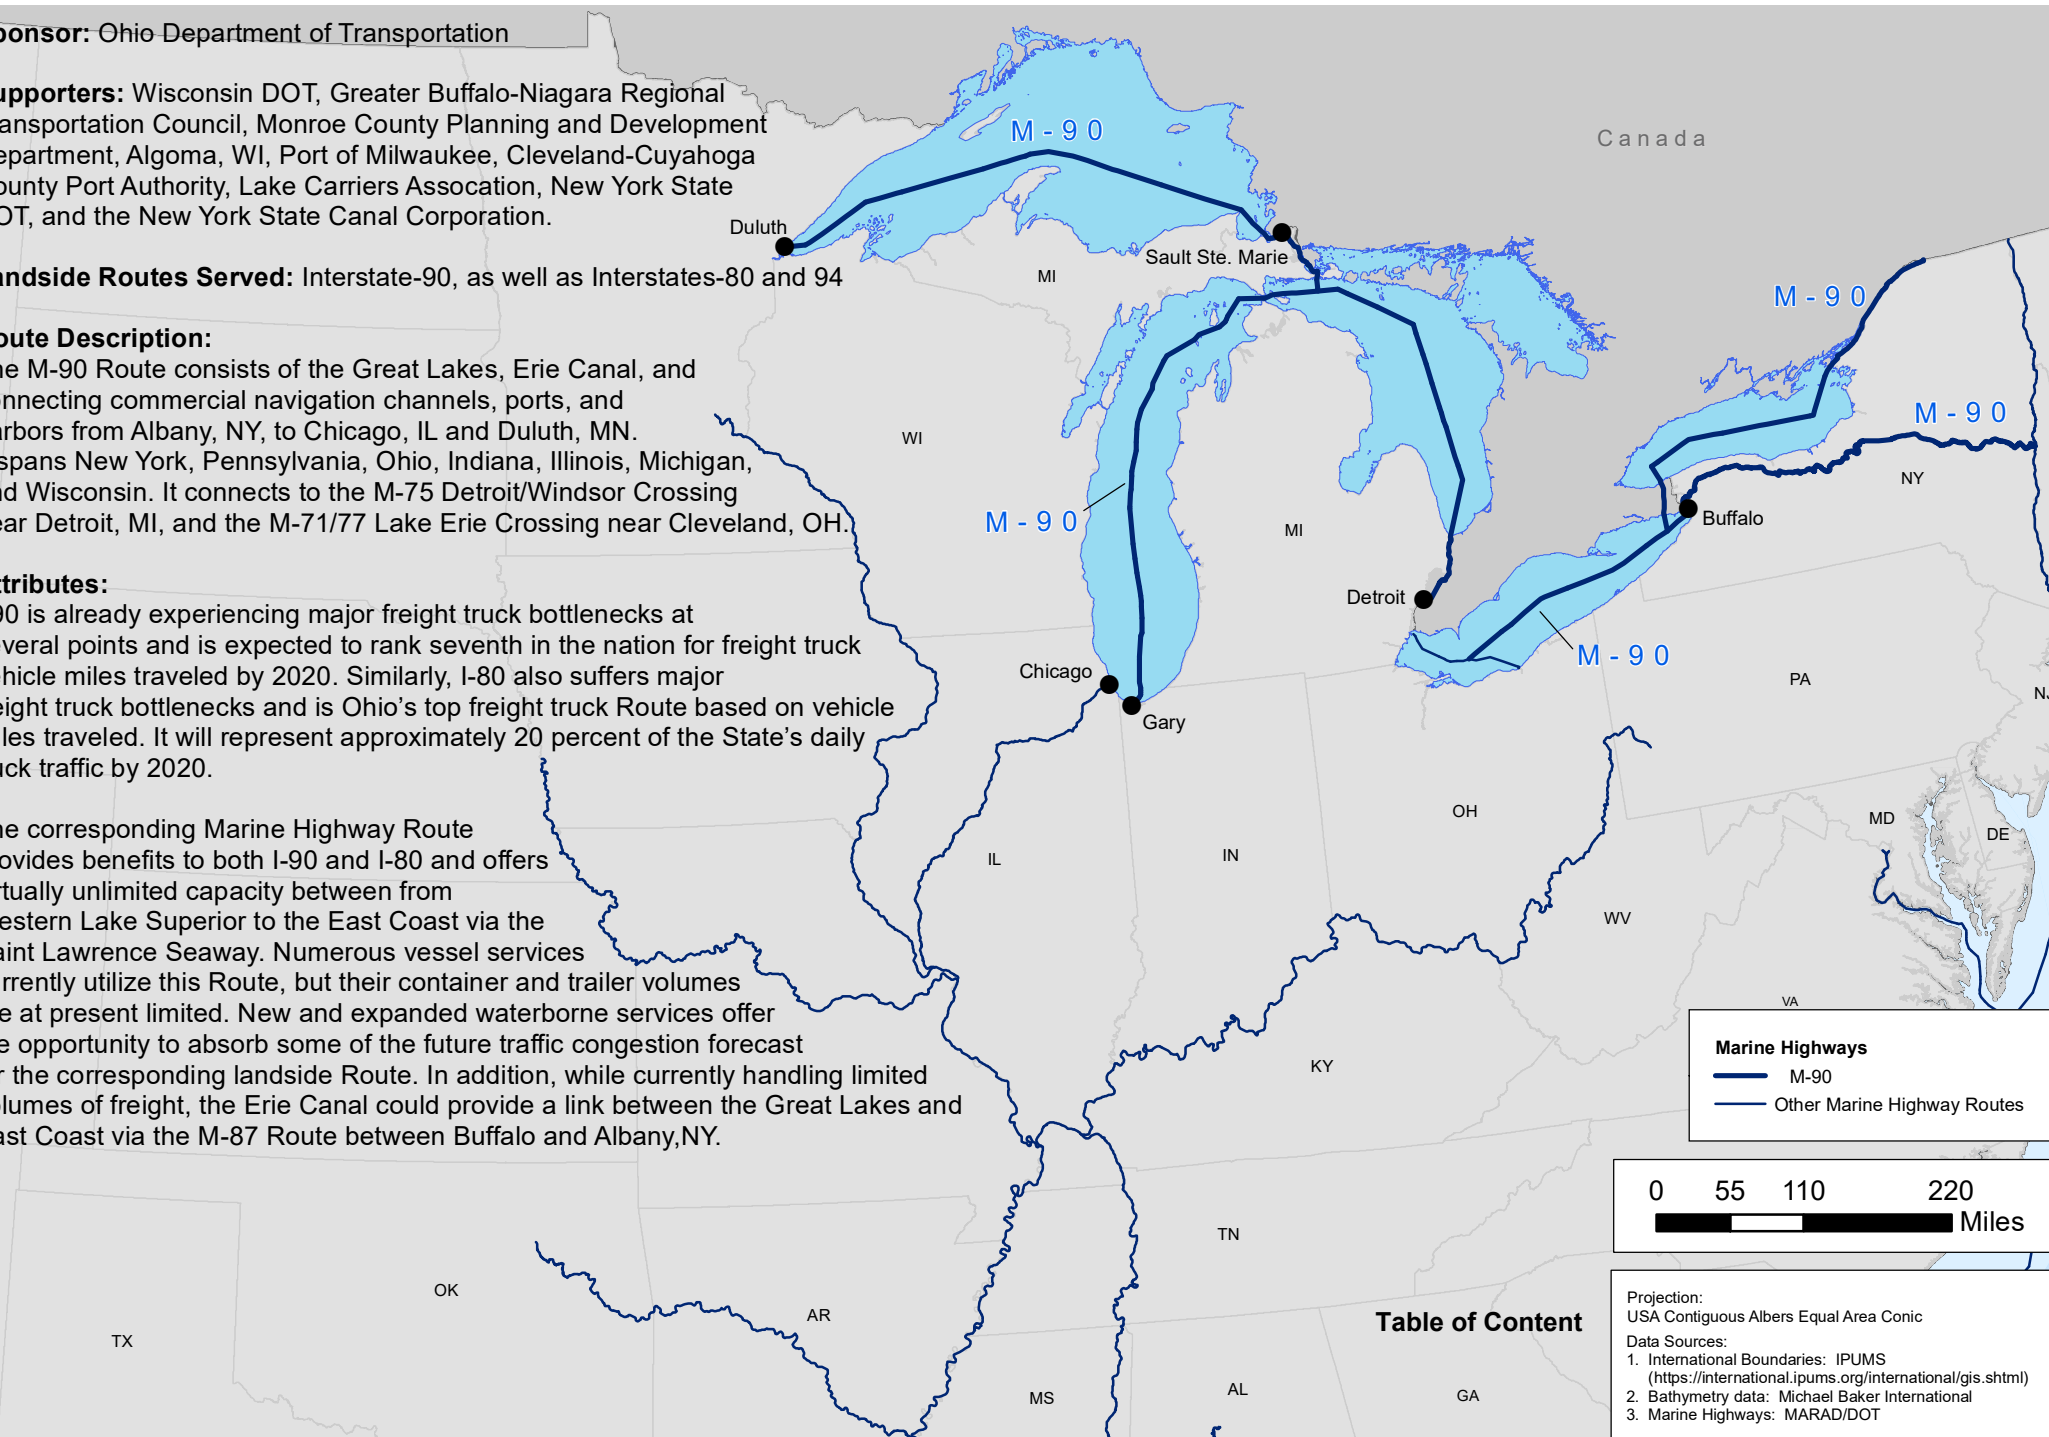 ponsor: Ohio Department of Transportation
upporters: Wisconsin DOT, Greater Buffalo-Niagara Regional
ansportation Council, Monroe County Planning and Development
epartment, Algoma, WI, Port of Milwaukee, Cleveland-Cuyahoga
ounty Port Authority, Lake Carriers Assocation, New York State
OT, and the New York State Canal Corporation.
andside Routes Served: Interstate-90, as well as Interstates-80 and 94
oute Description:
he M-90 Route consists of the Great Lakes, Erie Canal, and
onnecting commercial navigation channels, ports, and
arbors from Albany, NY, to Chicago, IL and Duluth, MN.
spans New York, Pennsylvania, Ohio, Indiana, Illinois, Michigan,
nd Wisconsin. It connects to the M-75 Detroit/Windsor Crossing
ear Detroit, MI, and the M-71/77 Lake Erie Crossing near Cleveland, OH.
ttributes:
90 is already experiencing major freight truck bottlenecks at
everal points and is expected to rank seventh in the nation for freight truck
ehicle miles traveled by 2020. Similarly, I-80 also suffers major
eight truck bottlenecks and is Ohio's top freight truck Route based on vehicle
iles traveled. It will represent approximately 20 percent of the State's daily
uck traffic by 2020.
he corresponding Marine Highway Route
ovides benefits to both I-90 and I-80 and offers
rtually unlimited capacity between from
estern Lake Superior to the East Coast via the
aint Lawrence Seaway. Numerous vessel services
rrently utilize this Route, but their container and trailer volumes
e at present limited. New and expanded waterborne services offer
e opportunity to absorb some of the future traffic congestion forecast
r the corresponding landside Route. In addition, while currently handling limited
olumes of freight, the Erie Canal could provide a link between the Great Lakes and
ast Coast via the M-87 Route between Buffalo and Albany,NY.
M-90
Canada
Duluth
Sault Ste. Marie
MI
M-90
M-90
WI
NY
M-90
Buffalo
MI
Detroit
M-90
Chicago
PA
NJ
Gary
OH
MD
DE
IL
IN
WV
VA
KY
TN
OK
AR
TX
MS
AL
GA
Marine Highways
M-90
Other Marine Highway Routes
0 55 110 220
Miles
Table of Content
Projection:
USA Contiguous Albers Equal Area Conic
Data Sources:
1. International Boundaries: IPUMS
(https://international.ipums.org/international/gis.shtml)
2. Bathymetry data: Michael Baker International
3. Marine Highways: MARAD/DOT